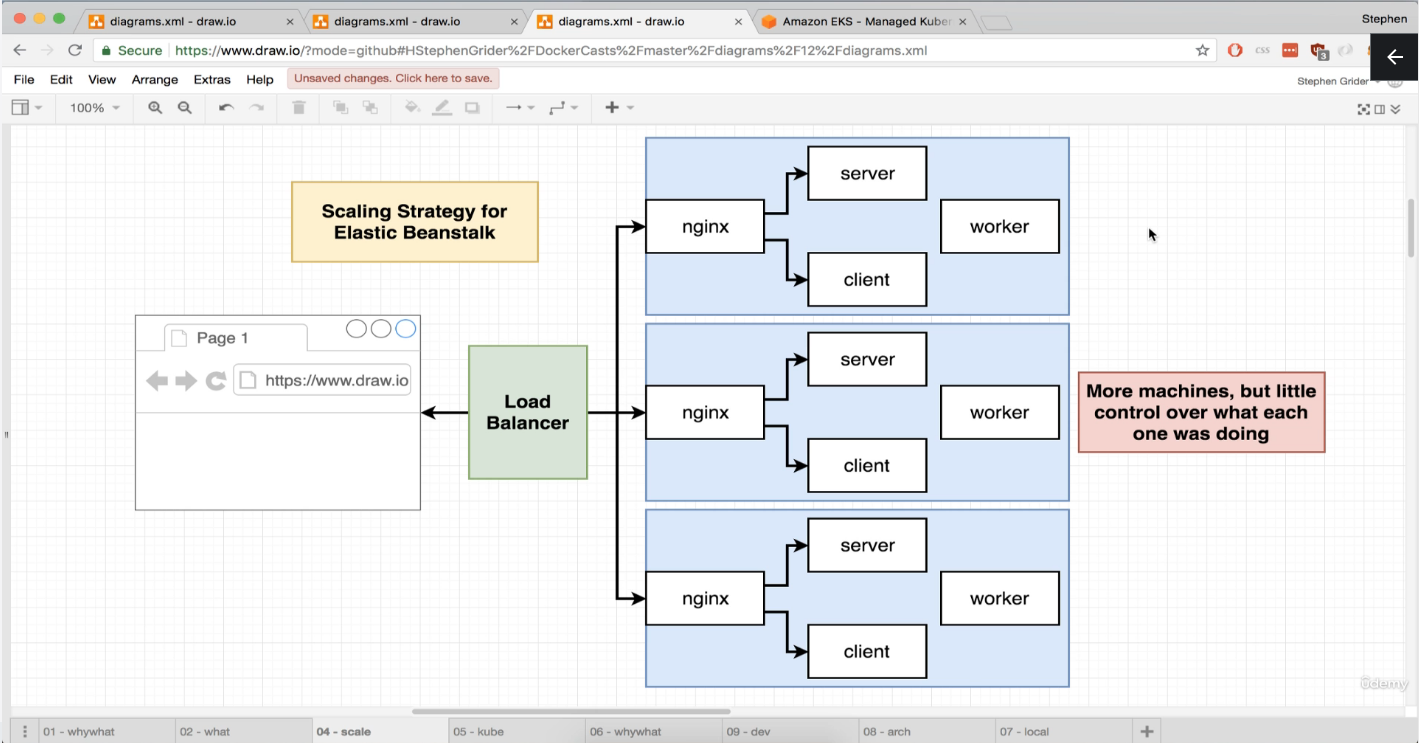 diagrams.xml - draw.io
diagrams.xml - draw.io
diagrams.xml - draw.io
Amazon EKS - Managed Kuber
Stephen
Secure
https://www.draw.io/?mode=github#HStephenGrider%2FDockerCasts%2Fmaster%2Fdiagrams%2F12%2Fdiagrams.xml
CSS
3
File Edit View Arrange Extras Help
Unsaved changes. Click here to save.
Stephen Grider
100%
Scaling Strategy for
Elastic Beanstalk
Page 1
https://www.draw.io
Load
Balancer
nginx
server
client
worker
nginx
server
client
worker
nginx
server
client
worker
More machines, but little
control over what each
one was doing
ûdemy
01 - whywhat
02 - what
04 - scale
05 - kube
06 - whywhat
09 - dev
08 - arch
07 - local